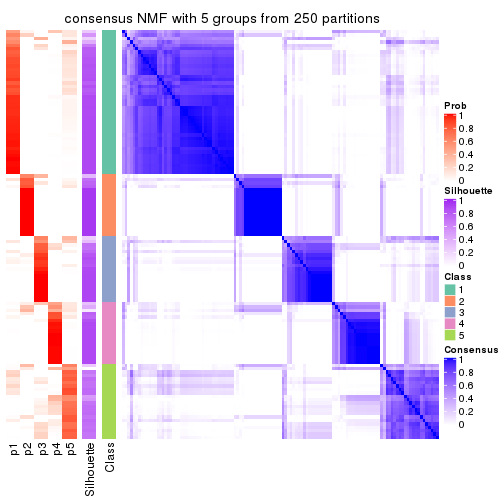 consensus NMF with 5 groups from 250 partitions
Prob
1
0.8
0.6
0.4
0.2
0
Silhouette
1
0.8
0.6
0.4
0.2
0
Class
1
2
3
4
5
Consensus
1
0.8
0.6
0.4
0.2
0
p1
p2
p3
p4
p5
Silhouette
Class